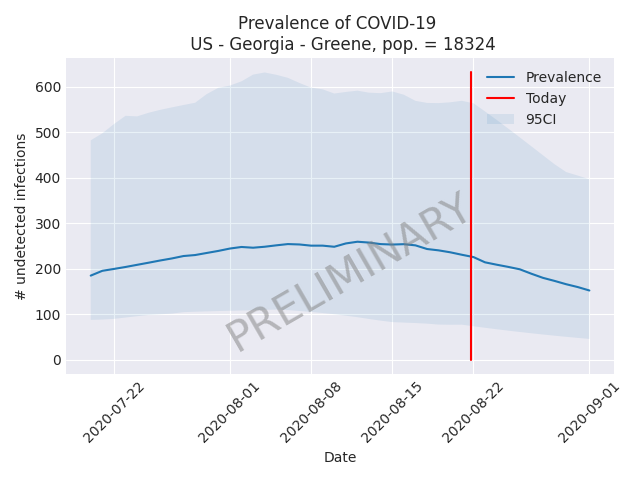 Prevalence of COVID-19
US - Georgia - Greene, pop. = 18324
600
500
400
300
200
100
0
# undetected infections
Prevalence
Today
95CI
PRELIMINARY
2020-07-22
2020-08-01
2020-08-08
2020-08-15
2020-08-22
2020-09-01
Date